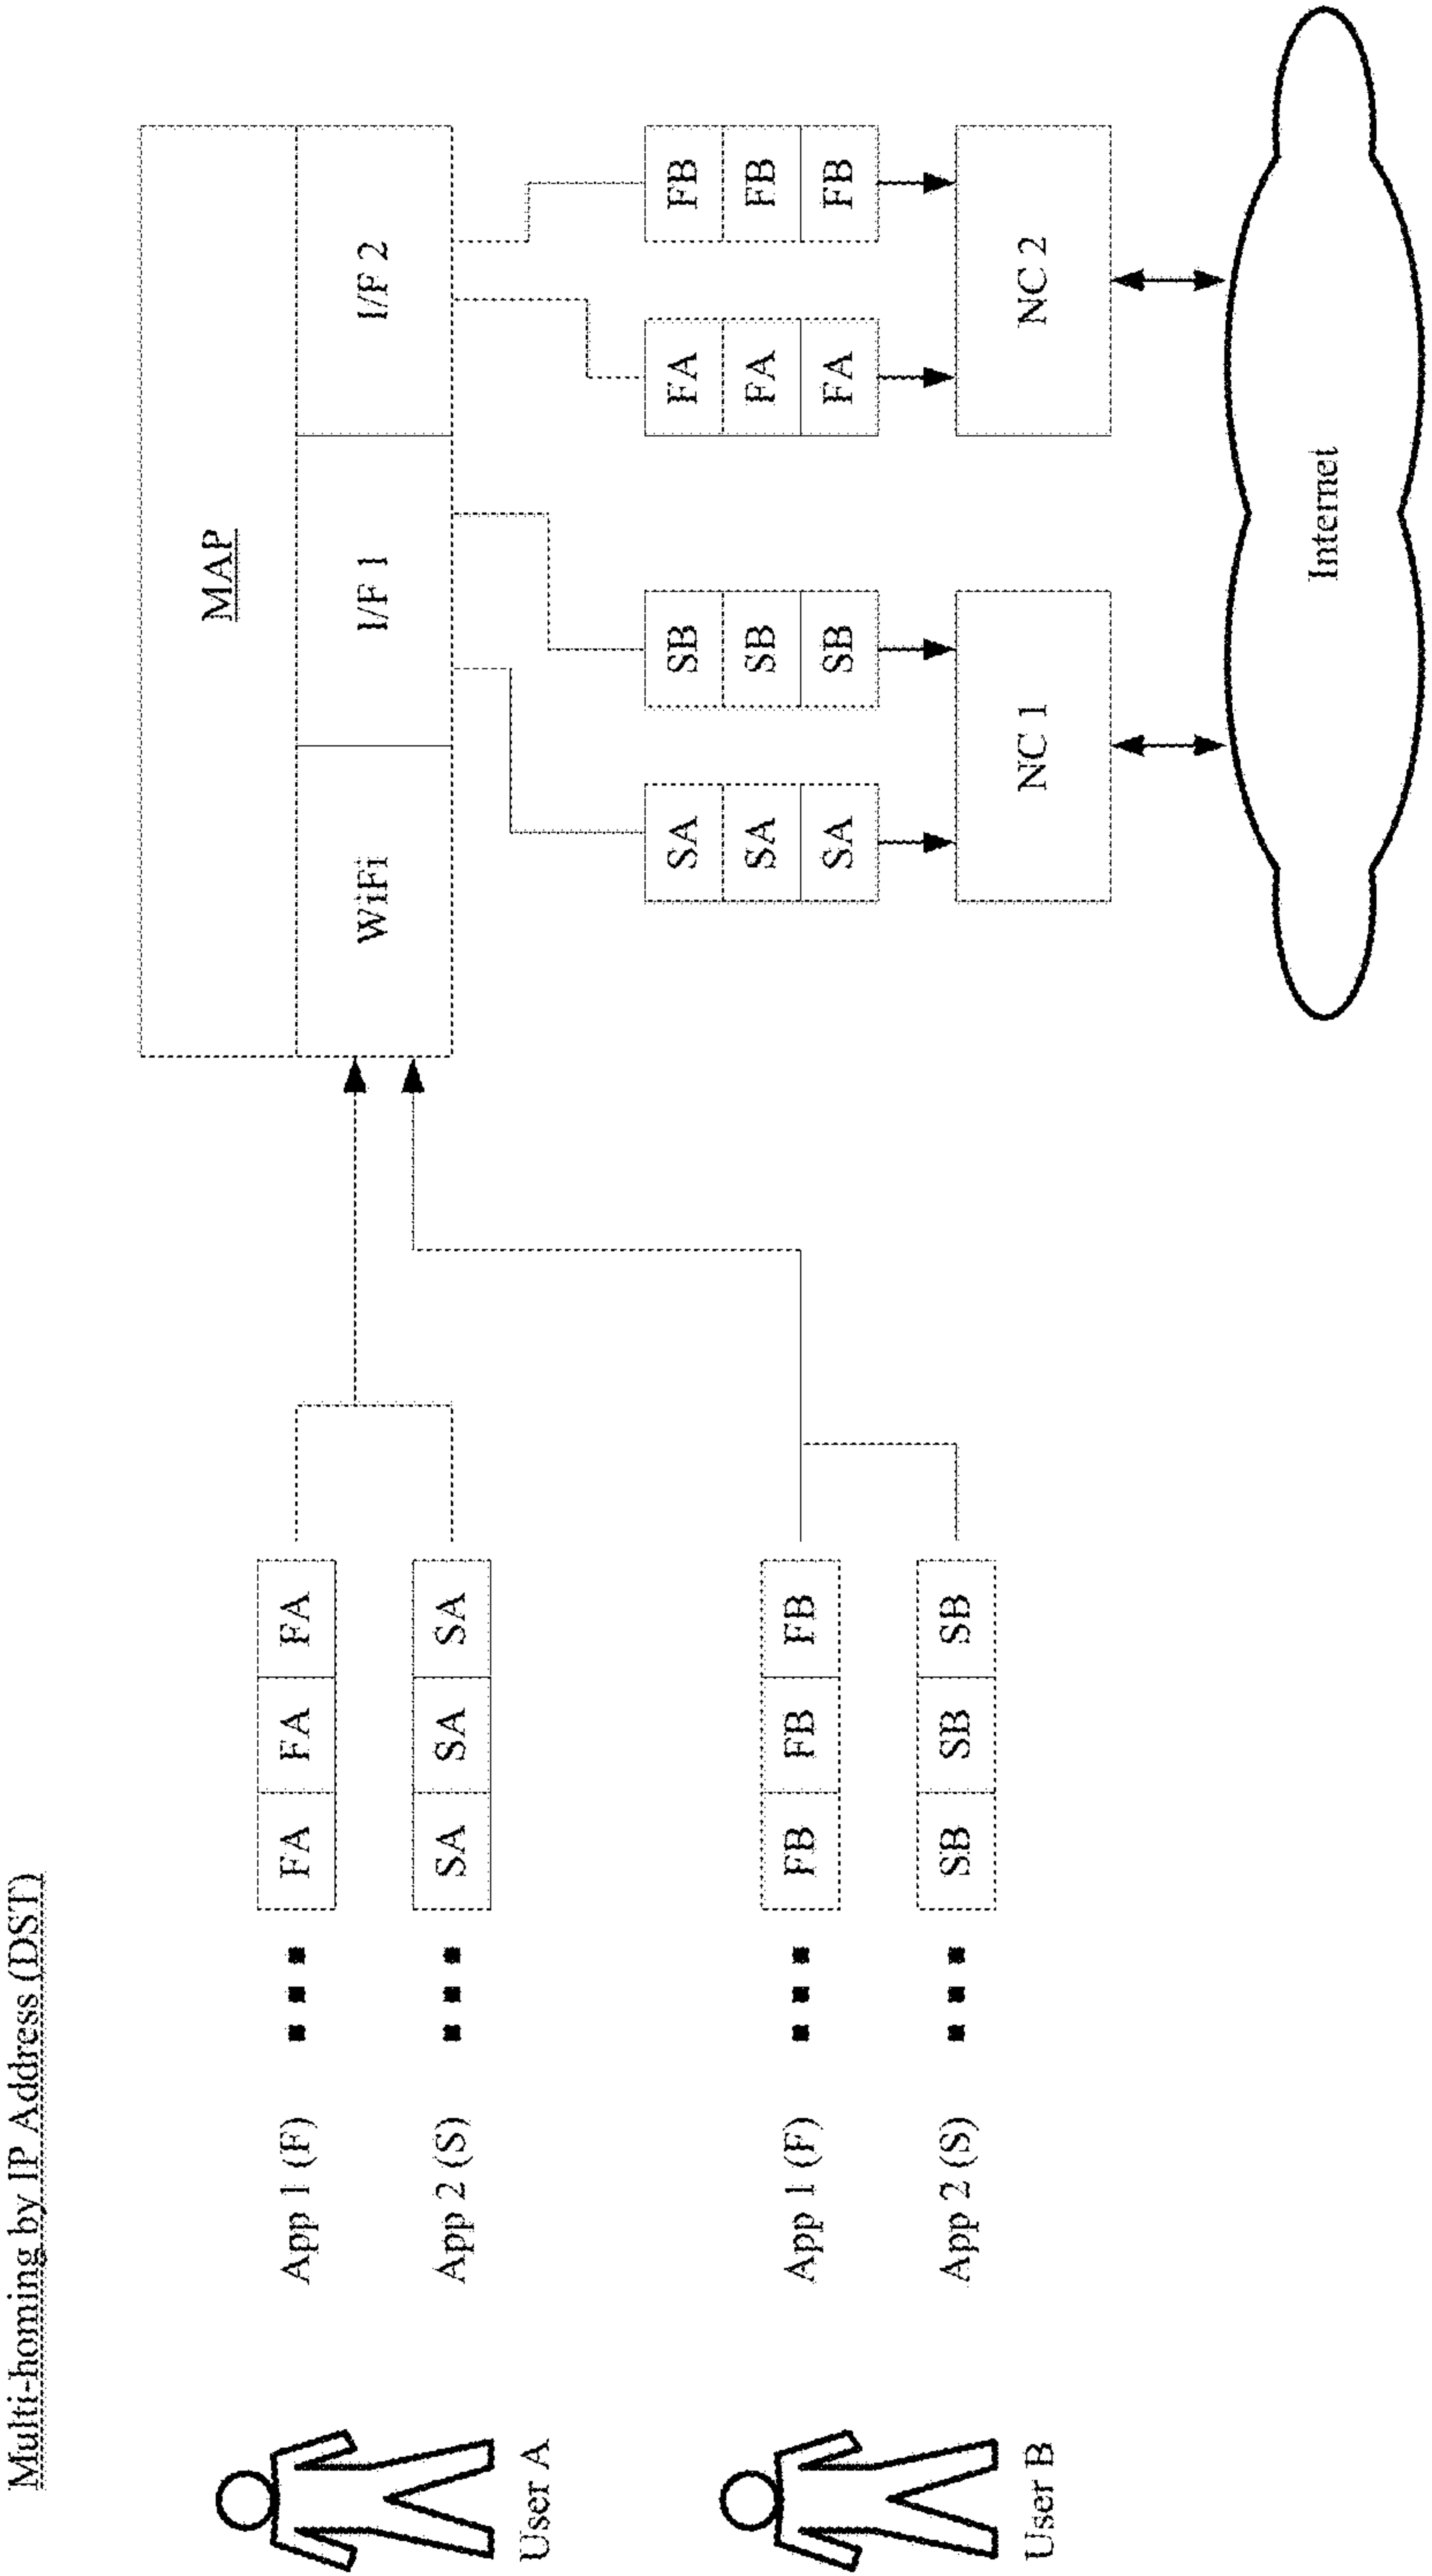 Multi-homing by IP Address (DST)
MAP
WiFi
I/F 1
I/F 2
App 1 (F)
FA FA FA
App 2 (S)
SA SA SA
User A
SA
SA
SA
SB
SB
SB
FA
FA
FA
FB
FB
FB
App 1 (F)
FB FB FB
App 2 (S)
SB SB SB
User B
NC 1
NC 2
Internet